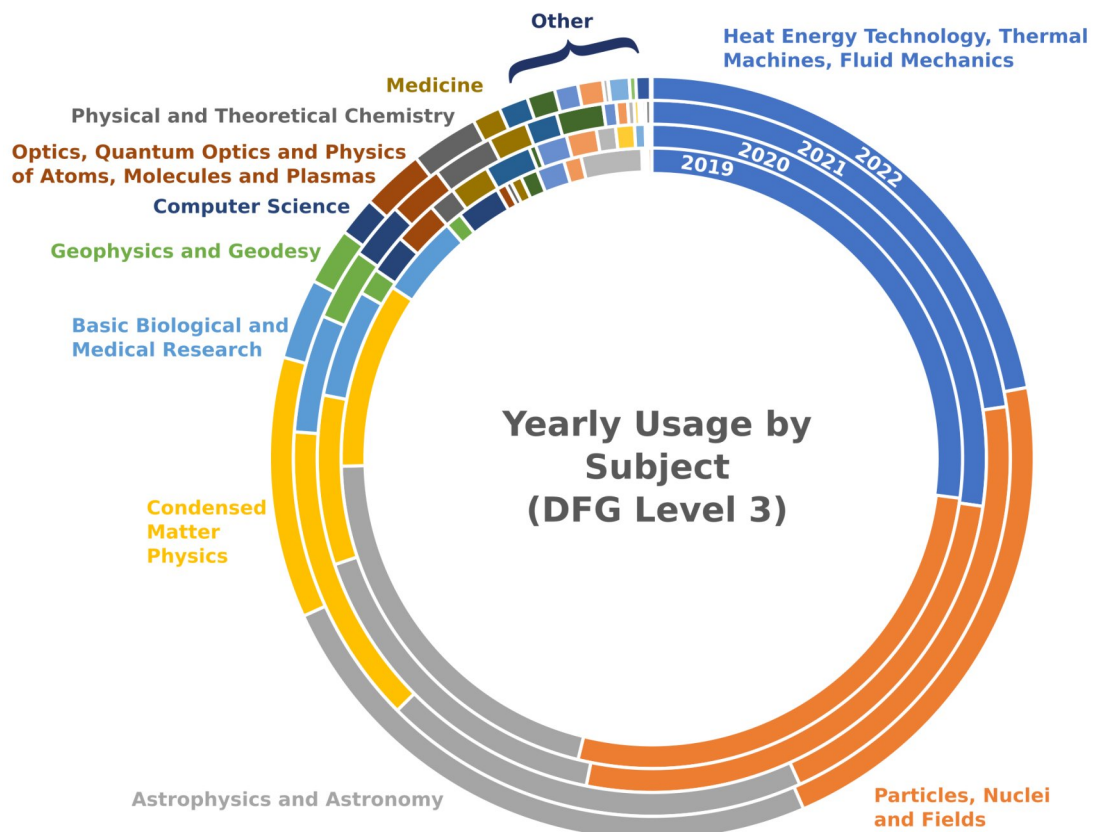 Other
Heat Energy Technology, Thermal
Machines, Fluid Mechanics
Medicine
Physical and Theoretical Chemistry
Optics, Quantum Optics and Physics
of Atoms, Molecules and Plasmas
Computer Science
Geophysics and Geodesy
Basic Biological and
Medical Research
Condensed
Matter
Physics
Astrophysics and Astronomy
Particles, Nuclei
and Fields
2019
2020
2021
2022
Yearly Usage by
Subject
(DFG Level 3)